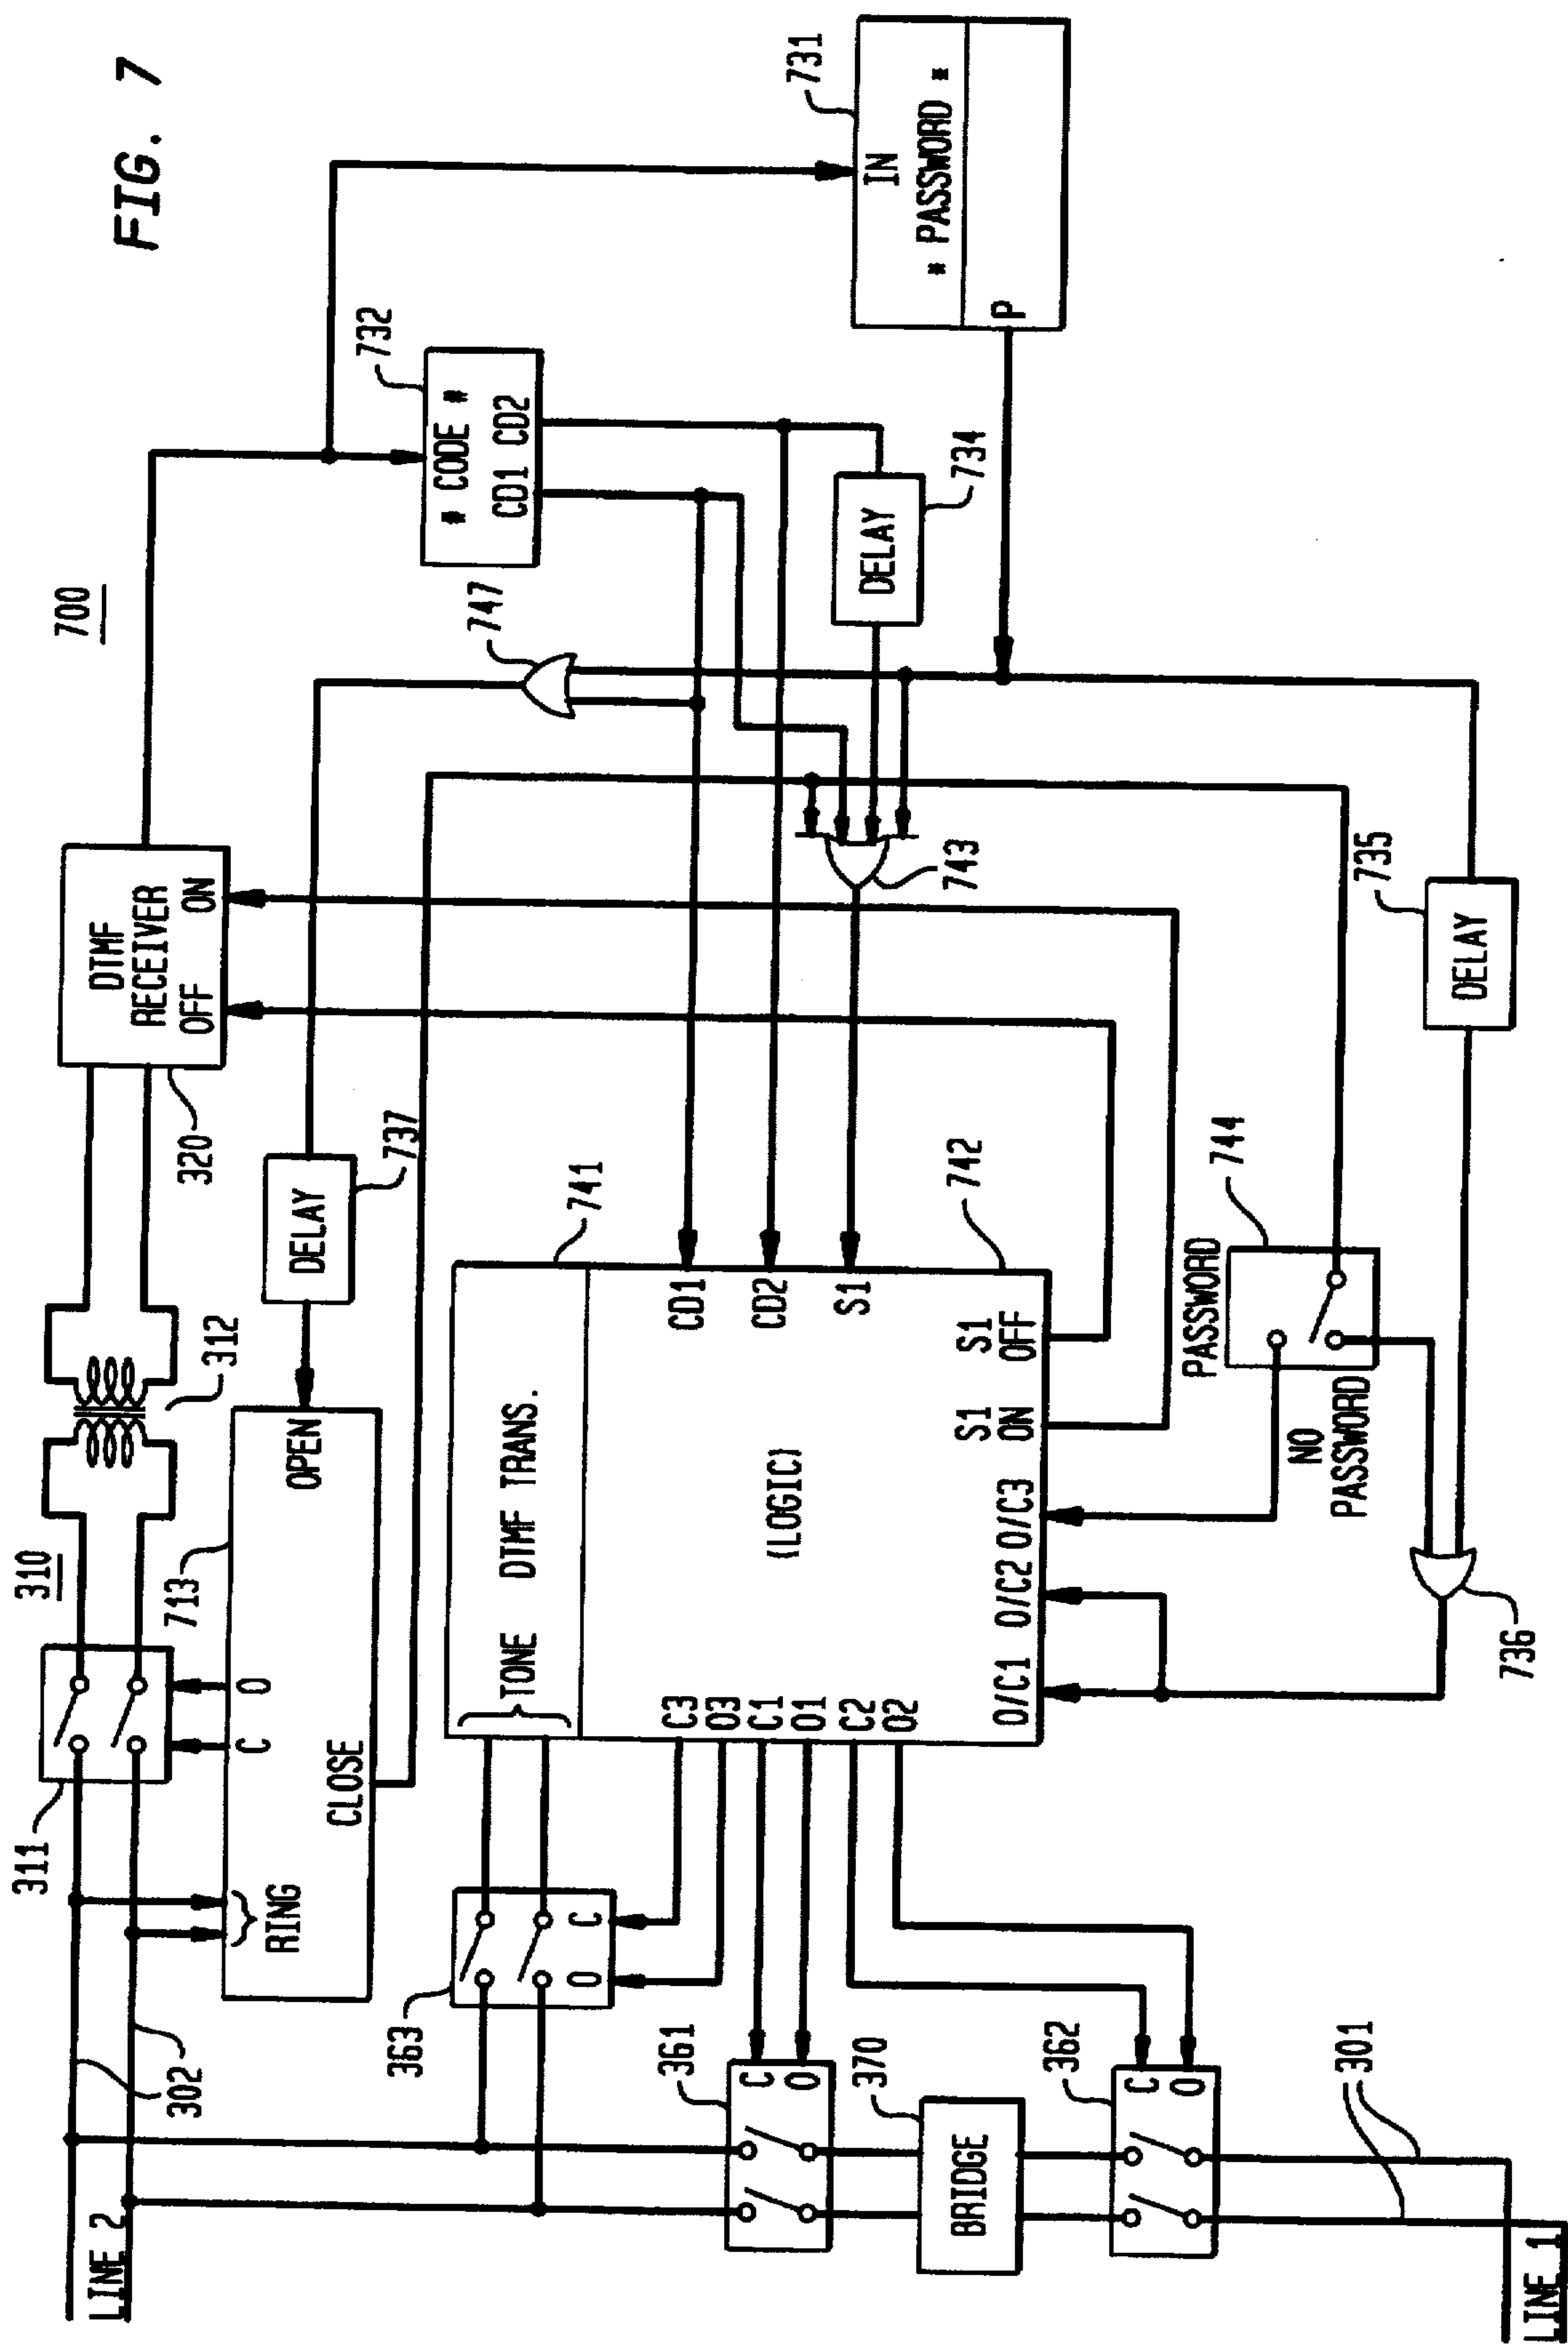 FIG. 7
700
LINE 2
302
311
310
312
320
DTMF
RECEIVER
OFF ON
713
C O
RING
CLOSE
OPEN
DELAY
737
747
732
* CODE #
CD1 CD2
731
IN
* PASSWORD *
P
363
O C
741
TONE DTMF TRANS.
C3
O3
C1
O1
C2
O2
(LOGIC)
CD1
CD2
S1
742
O/C1 O/C2 O/C3
S1
ON
S1
OFF
743
DELAY
734
361
C
O
370
BRIDGE
362
C
O
301
LINE 1
PASSWORD
744
NO
PASSWORD
736
735
DELAY